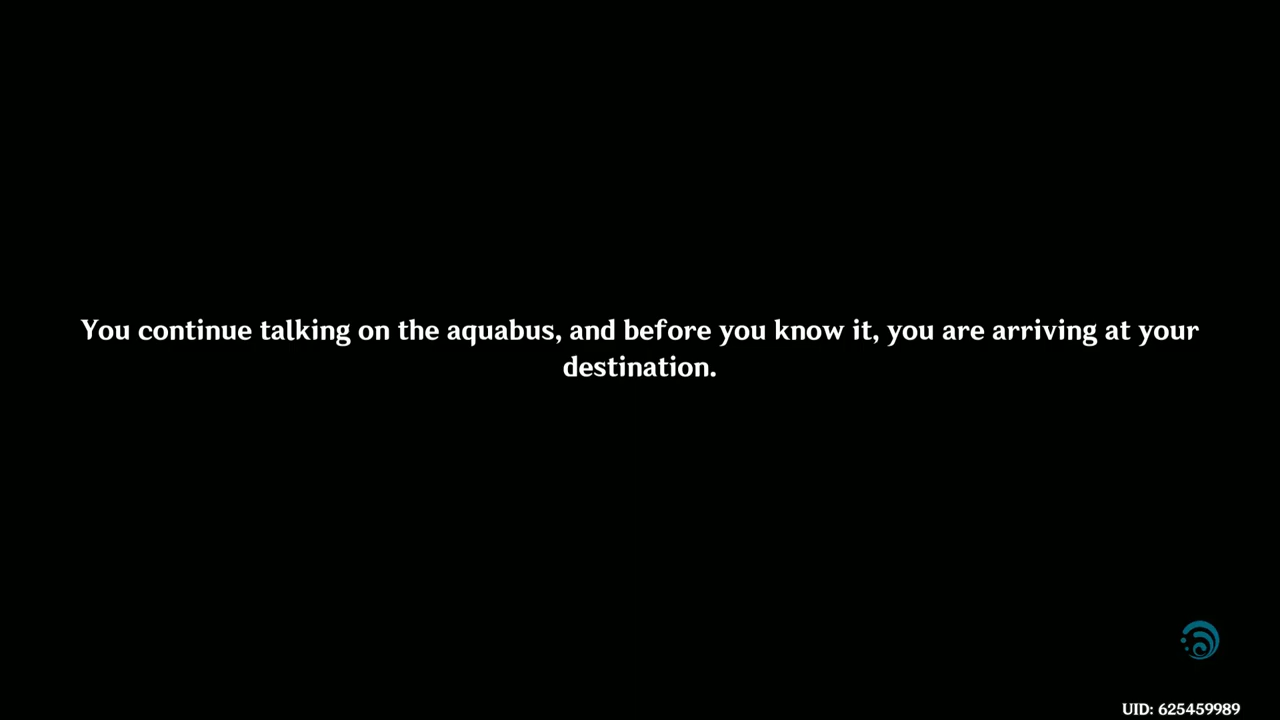 You continue talking on the aquabus, and before you know it, you are arriving at your
destination.
UID: 625459989